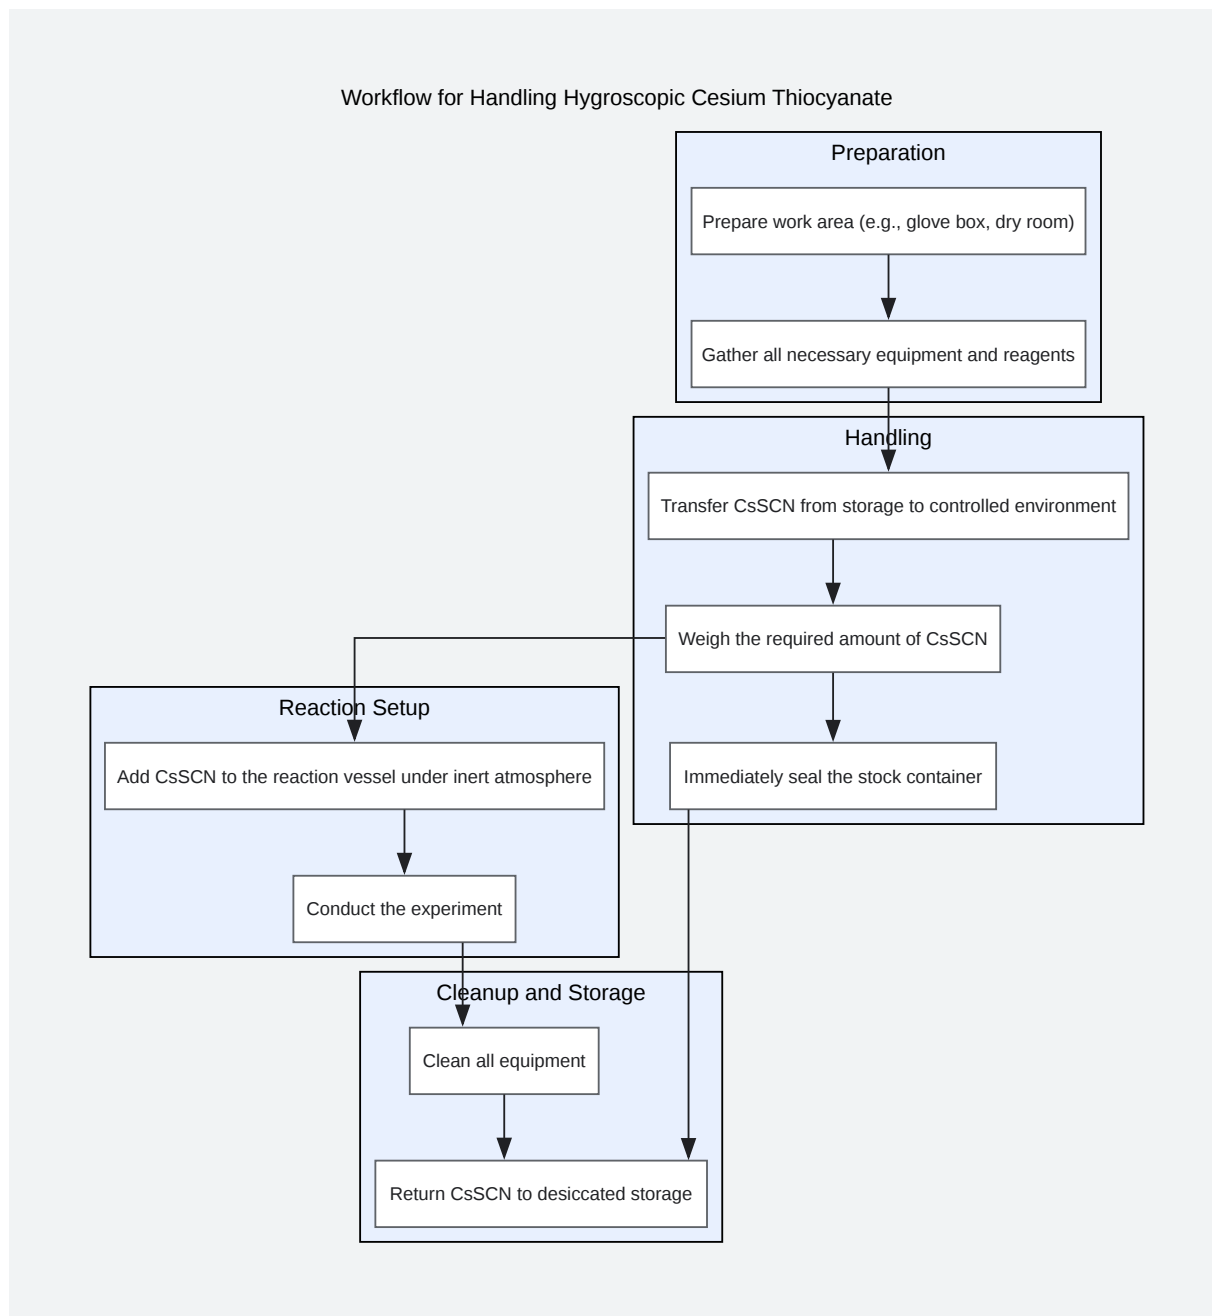 Workflow for Handling Hygroscopic Cesium Thiocyanate
Preparation
Prepare work area (e.g., glove box, dry room)
Gather all necessary equipment and reagents
Handling
Transfer CsSCN from storage to controlled environment
Weigh the required amount of CsSCN
Immediately seal the stock container
Reaction Setup
Add CsSCN to the reaction vessel under inert atmosphere
Conduct the experiment
Cleanup and Storage
Clean all equipment
Return CsSCN to desiccated storage